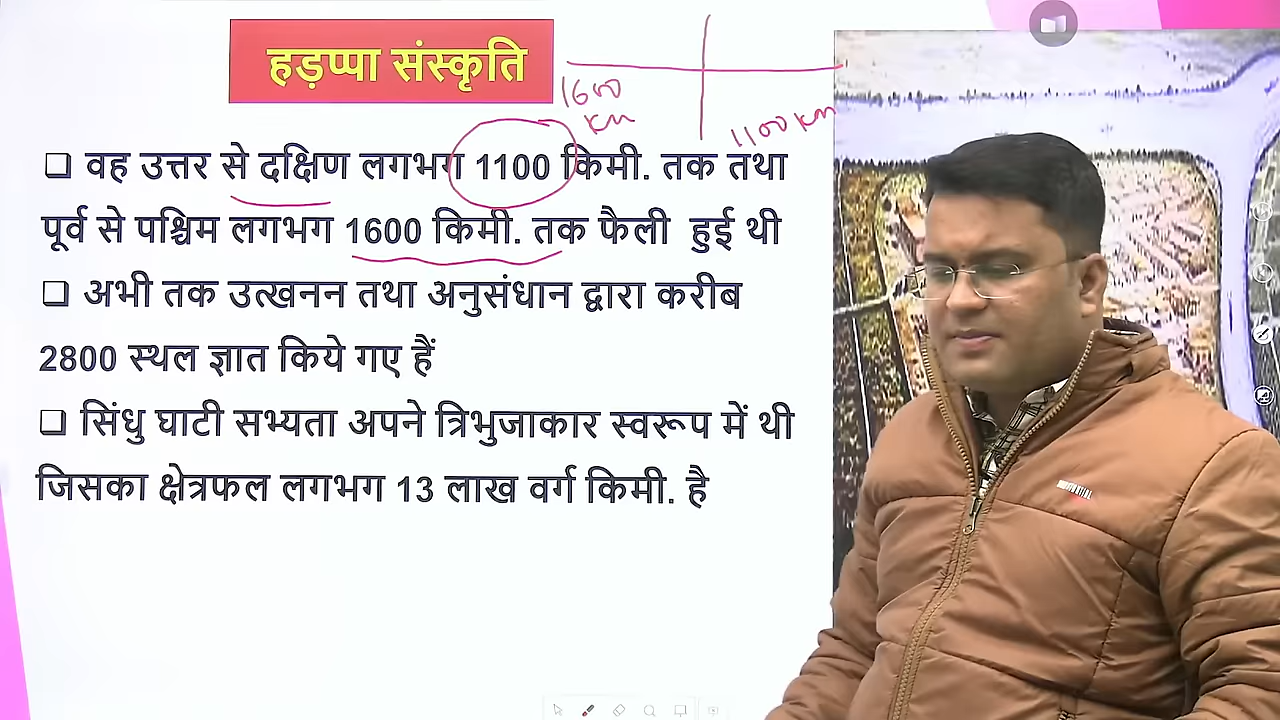 हड़प्पा संस्कृति
1600 km
1100 km
❑ वह उत्तर से दक्षिण लगभग 1100 किमी. तक तथा
पूर्व से पश्चिम लगभग 1600 किमी. तक फैली हुई थी
❑ अभी तक उत्खनन तथा अनुसंधान द्वारा करीब
2800 स्थल ज्ञात किये गए हैं
❑ सिंधु घाटी सभ्यता अपने त्रिभुजाकार स्वरूप में थी
जिसका क्षेत्रफल लगभग 13 लाख वर्ग किमी. है